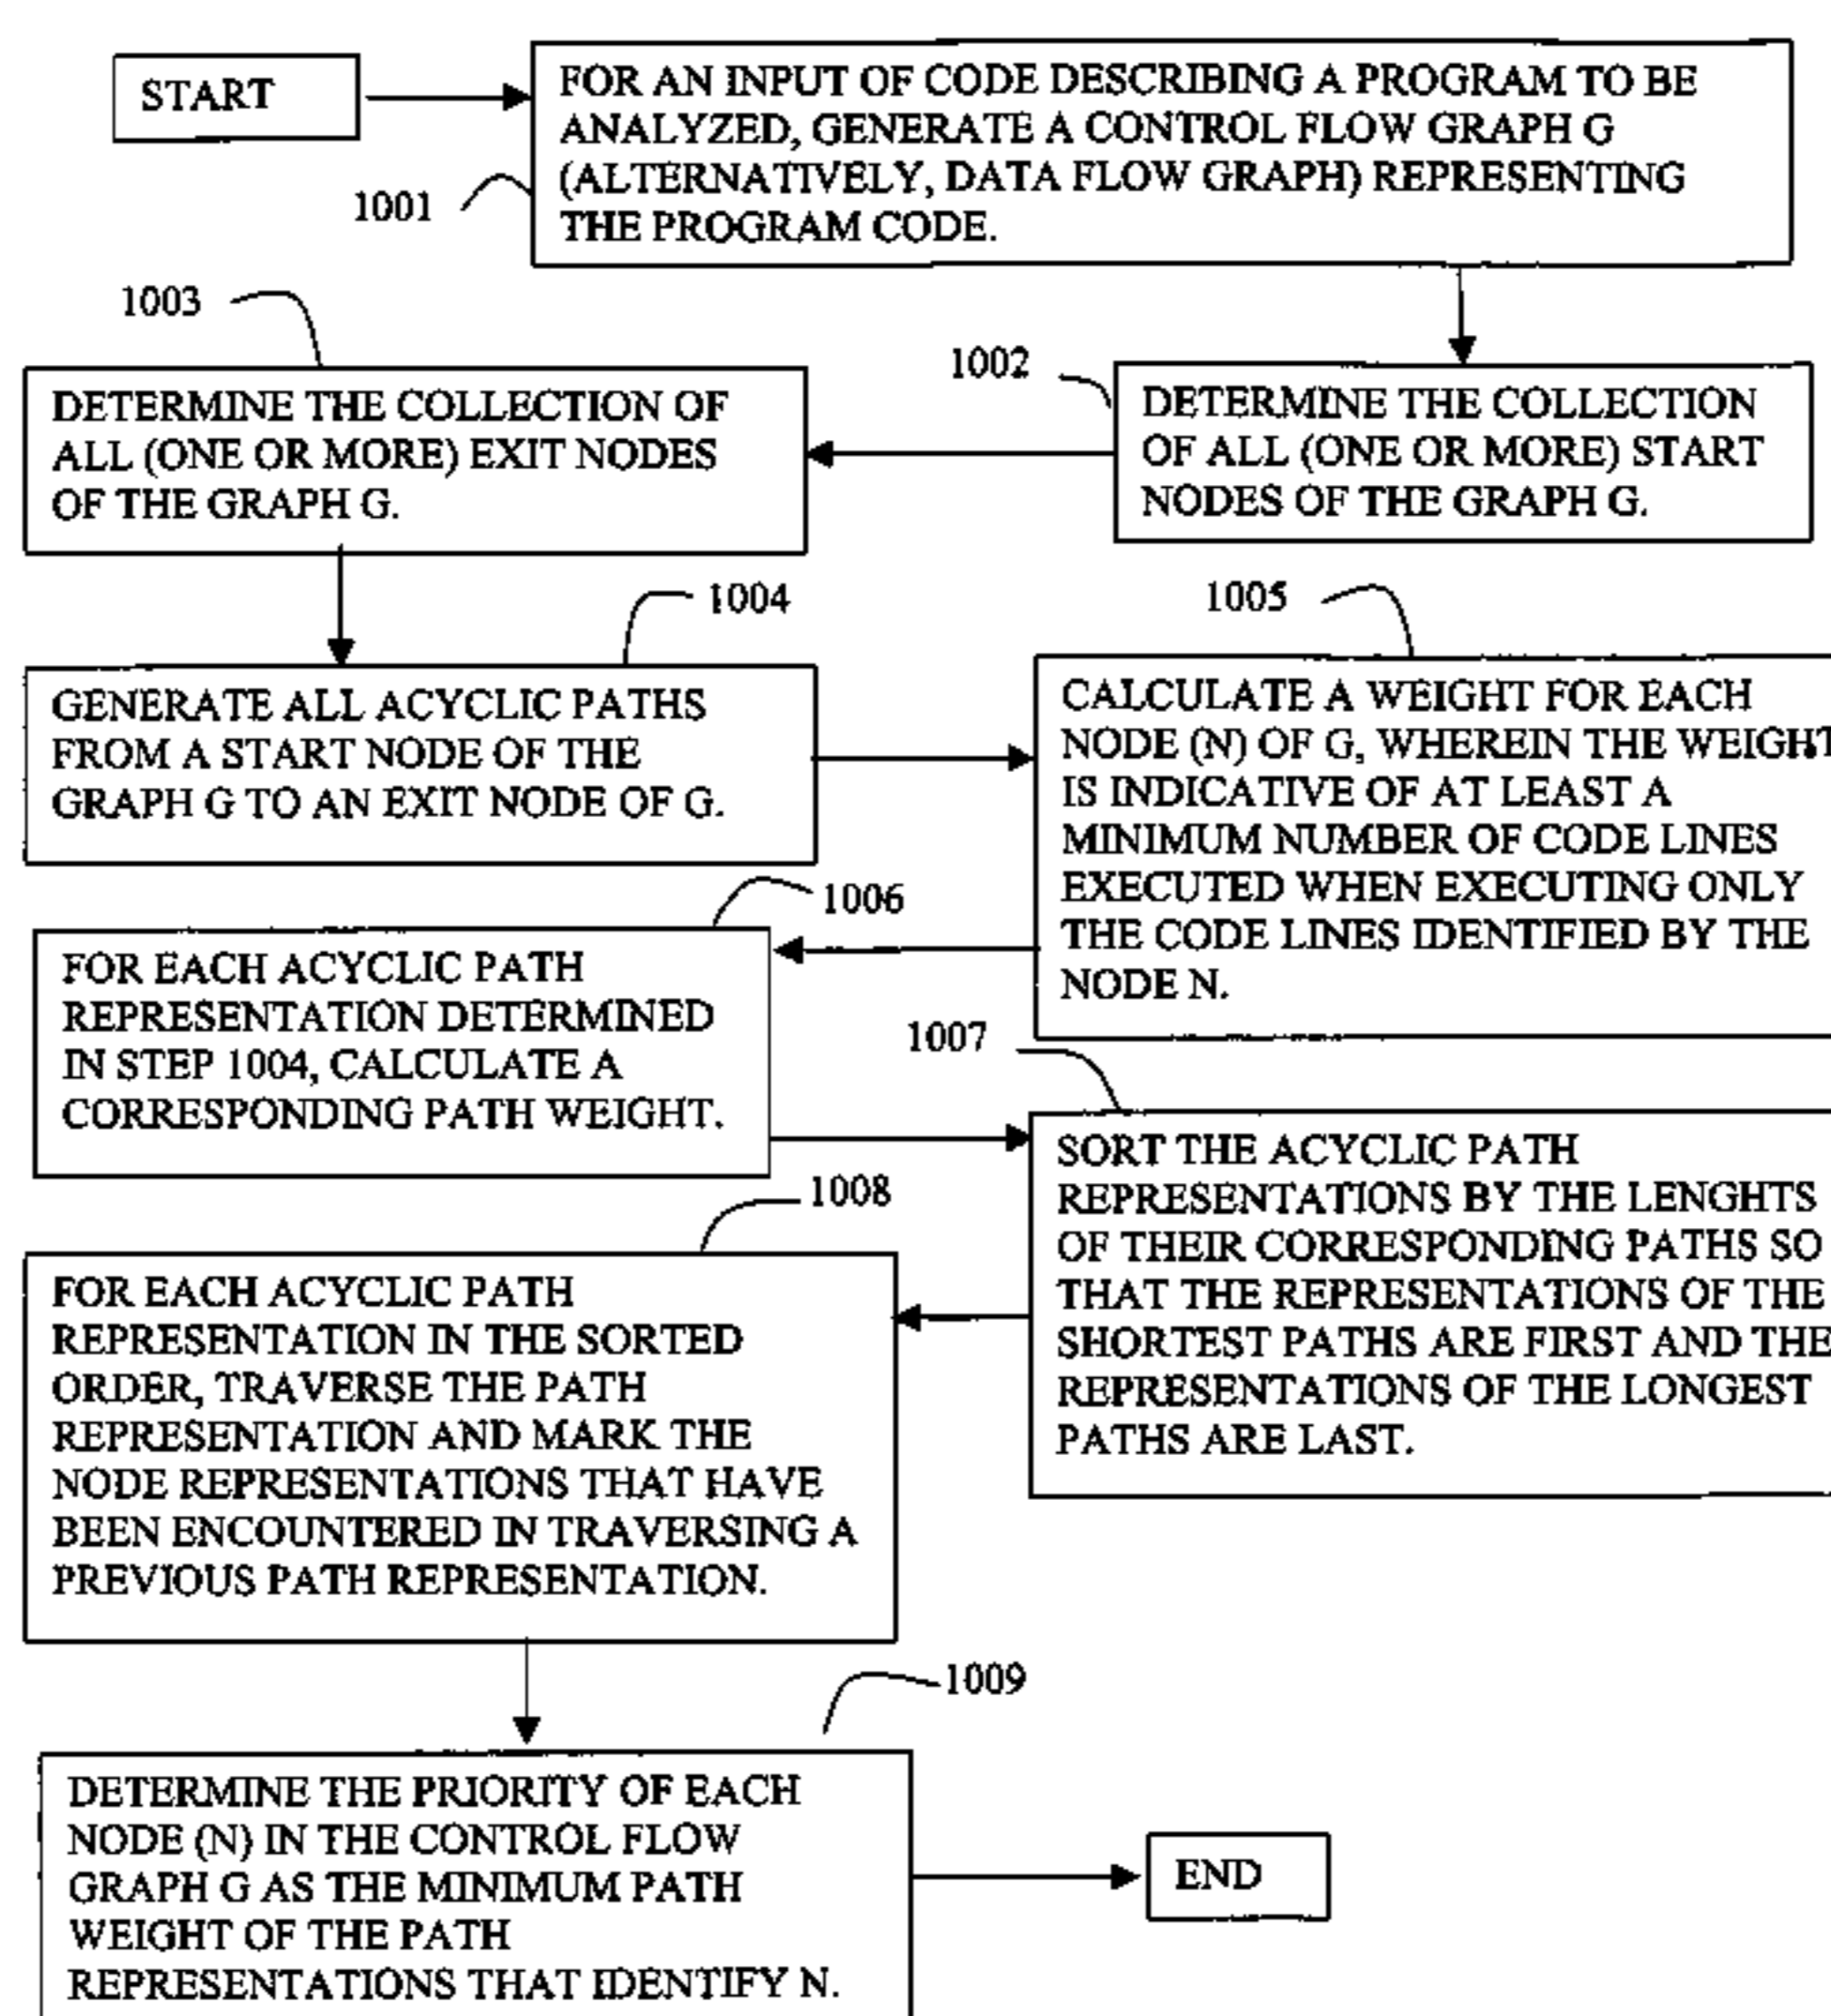 START
FOR AN INPUT OF CODE DESCRIBING A PROGRAM TO BE
ANALYZED, GENERATE A CONTROL FLOW GRAPH G
(ALTERNATIVELY, DATA FLOW GRAPH) REPRESENTING
THE PROGRAM CODE.
1001
1003
1002
DETERMINE THE COLLECTION
OF ALL (ONE OR MORE) START
NODES OF THE GRAPH G.
DETERMINE THE COLLECTION OF
ALL (ONE OR MORE) EXIT NODES
OF THE GRAPH G.
1004
1005
GENERATE ALL ACYCLIC PATHS
FROM A START NODE OF THE
GRAPH G TO AN EXIT NODE OF G.
CALCULATE A WEIGHT FOR EACH
NODE (N) OF G, WHEREIN THE WEIGHT
IS INDICATIVE OF AT LEAST A
MINIMUM NUMBER OF CODE LINES
EXECUTED WHEN EXECUTING ONLY
THE CODE LINES IDENTIFIED BY THE
NODE N.
1006
FOR EACH ACYCLIC PATH
REPRESENTATION DETERMINED
IN STEP 1004, CALCULATE A
CORRESPONDING PATH WEIGHT.
1007
SORT THE ACYCLIC PATH
REPRESENTATIONS BY THE LENGHTS
OF THEIR CORRESPONDING PATHS SO
THAT THE REPRESENTATIONS OF THE
SHORTEST PATHS ARE FIRST AND THE
REPRESENTATIONS OF THE LONGEST
PATHS ARE LAST.
1008
FOR EACH ACYCLIC PATH
REPRESENTATION IN THE SORTED
ORDER, TRAVERSE THE PATH
REPRESENTATION AND MARK THE
NODE REPRESENTATIONS THAT HAVE
BEEN ENCOUNTERED IN TRAVERSING A
PREVIOUS PATH REPRESENTATION.
1009
DETERMINE THE PRIORITY OF EACH
NODE (N) IN THE CONTROL FLOW
GRAPH G AS THE MINIMUM PATH
WEIGHT OF THE PATH
REPRESENTATIONS THAT IDENTIFY N.
END